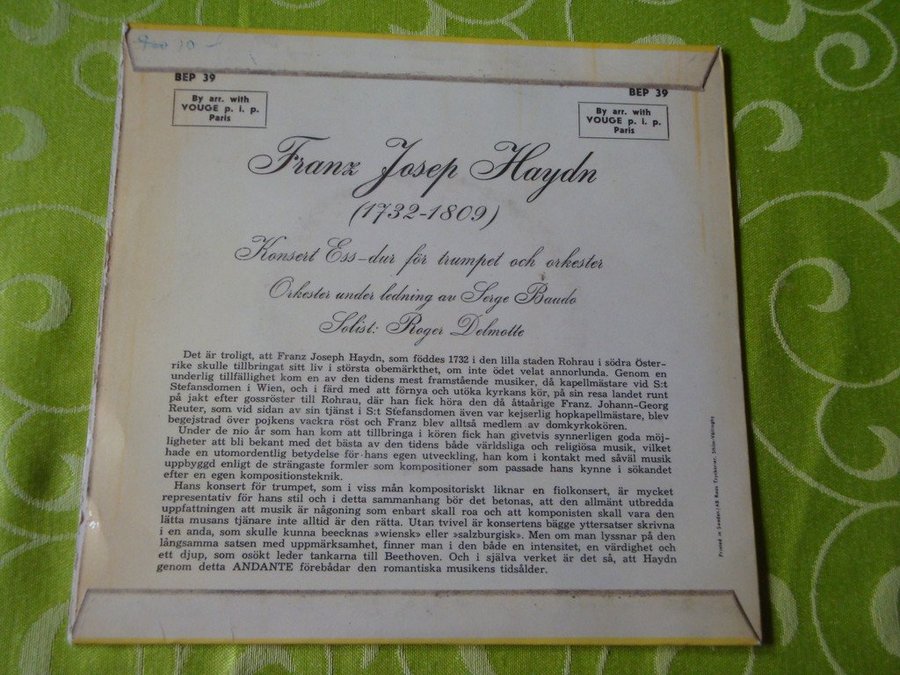 BEP 39
BEP 39
By arr. with
VOUGE p. i. p.
Paris
By arr. with
VOUGE p. i. p.
Paris
Franz Josep Haydn
(1732-1809)
Konsert Ess-dur för trumpet och orkester
Orkester under ledning av Serge Baudo
Solist: Roger Delmotte
Det är troligt, att Franz Joseph Haydn, som föddes 1732 i den lilla staden Rohrau i södra Öster-
rike skulle tillbringat sitt liv i största obemärkthet, om inte ödet velat annorlunda. Genom en
underlig tillfällighet kom en av den tidens mest framstående musiker, då kapellmästare vid S:t
Stefansdomen i Wien, och i färd med att förnya och utöka kyrkans kör, på sin resa landet runt
på jakt efter gossröster till Rohrau, där han fick höra den då åttaårige Franz. Johann-Georg
Reuter, som vid sidan av sin tjänst i S:t Stefansdomen även var kejserlig hopkapellmästare, blev
begejstrad över pojkens vackra röst och Franz blev alltså medlem av domkyrkokören.
Under de nio år som han kom att tillbringa i kören fick han givetvis synnerligen goda möj-
ligheter att bli bekant med det bästa av den tidens både världsliga och religiösa musik, vilket
hade en utomordentlig betydelse för hans egen utveckling, han kom i kontakt med såväl musik
uppbyggd enligt de strängaste formler som kompositioner som passade hans kynne i sökandet
efter en egen kompositionsteknik.
Hans konsert för trumpet, som i viss mån kompositoriskt liknar en fiolkonsert, är mycket
representativ för hans stil och i detta sammanhang bör det betonas, att den allmänt utbredda
uppfattningen att musik är någoning som enbart skall roa och att komponisten skall vara den
lätta musans tjänare inte alltid är den rätta. Utan tvivel är konsertens bägge yttersatser skrivna
i en anda, som skulle kunna beecknas »wiensk» eller »salzburgisk». Men om man lyssnar på den
långsamma satsen med uppmärksamhet, finner man i den både en intensitet, en värdighet och
ett djup, som osökt leder tankarna till Beethoven. Och i själva verket är det så, att Haydn
genom detta ANDANTE förebådar den romantiska musikens tidsålder.
Printed in Sweden: AB Rasa Tryckeri